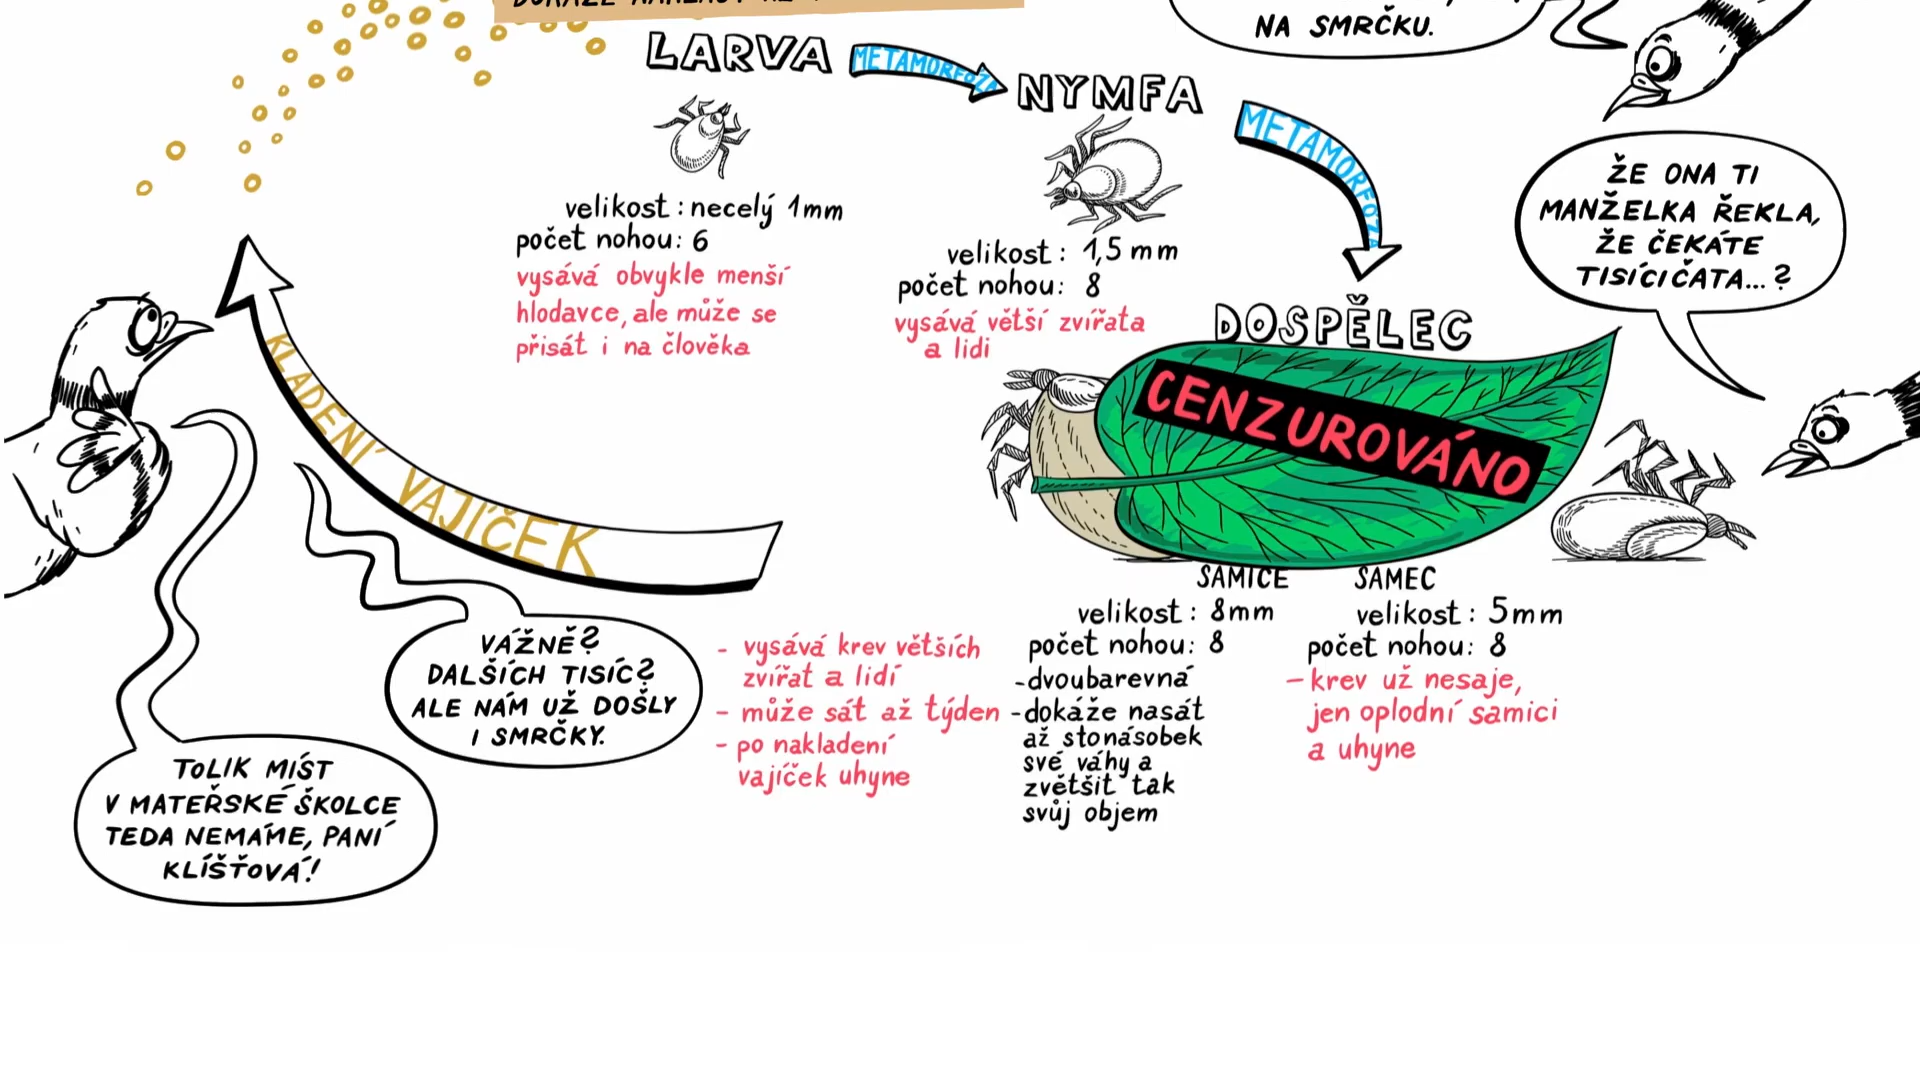 NA SMRČKU.
LARVA
METAMORFÓZA
NYMFA
METAMORFÓZA
velikost : necelý 1mm
počet nohou: 6
vysává obvykle menší
hlodavce, ale může se
přisát i na člověka
velikost : 1,5 mm
počet nohou: 8
vysává větší zvířata
a lidi
ŽE ONA TI
MANŽELKA ŘEKLA,
ŽE ČEKÁTE
TISÍCIČATA...?
DOSPĚLEC
CENZUROVÁNO
KLADENÍ VAJÍČEK
SAMICE
velikost : 8mm
počet nohou: 8
-dvoubarevná
-dokáže nasát
až stonásobek
své váhy a
zvětšit tak
svůj objem
SAMEC
velikost : 5mm
počet nohou: 8
-krev už nesaje,
jen oplodní samici
a uhyne
- vysává krev větších
zvířat a lidí
- může sát až týden
- po nakladení
vajíček uhyne
VÁŽNĚ?
DALŠÍCH TISÍC?
ALE NÁM UŽ DOŠLY
I SMRČKY.
TOLIK MÍST
V MATEŘSKÉ ŠKOLCE
TEDA NEMÁME, PANÍ
KLÍŠŤOVÁ!